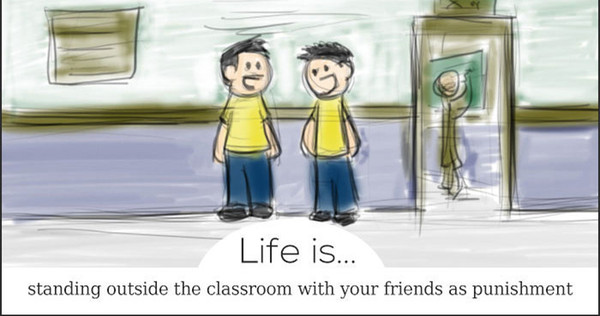 Life is...
standing outside the classroom with your friends as punishment